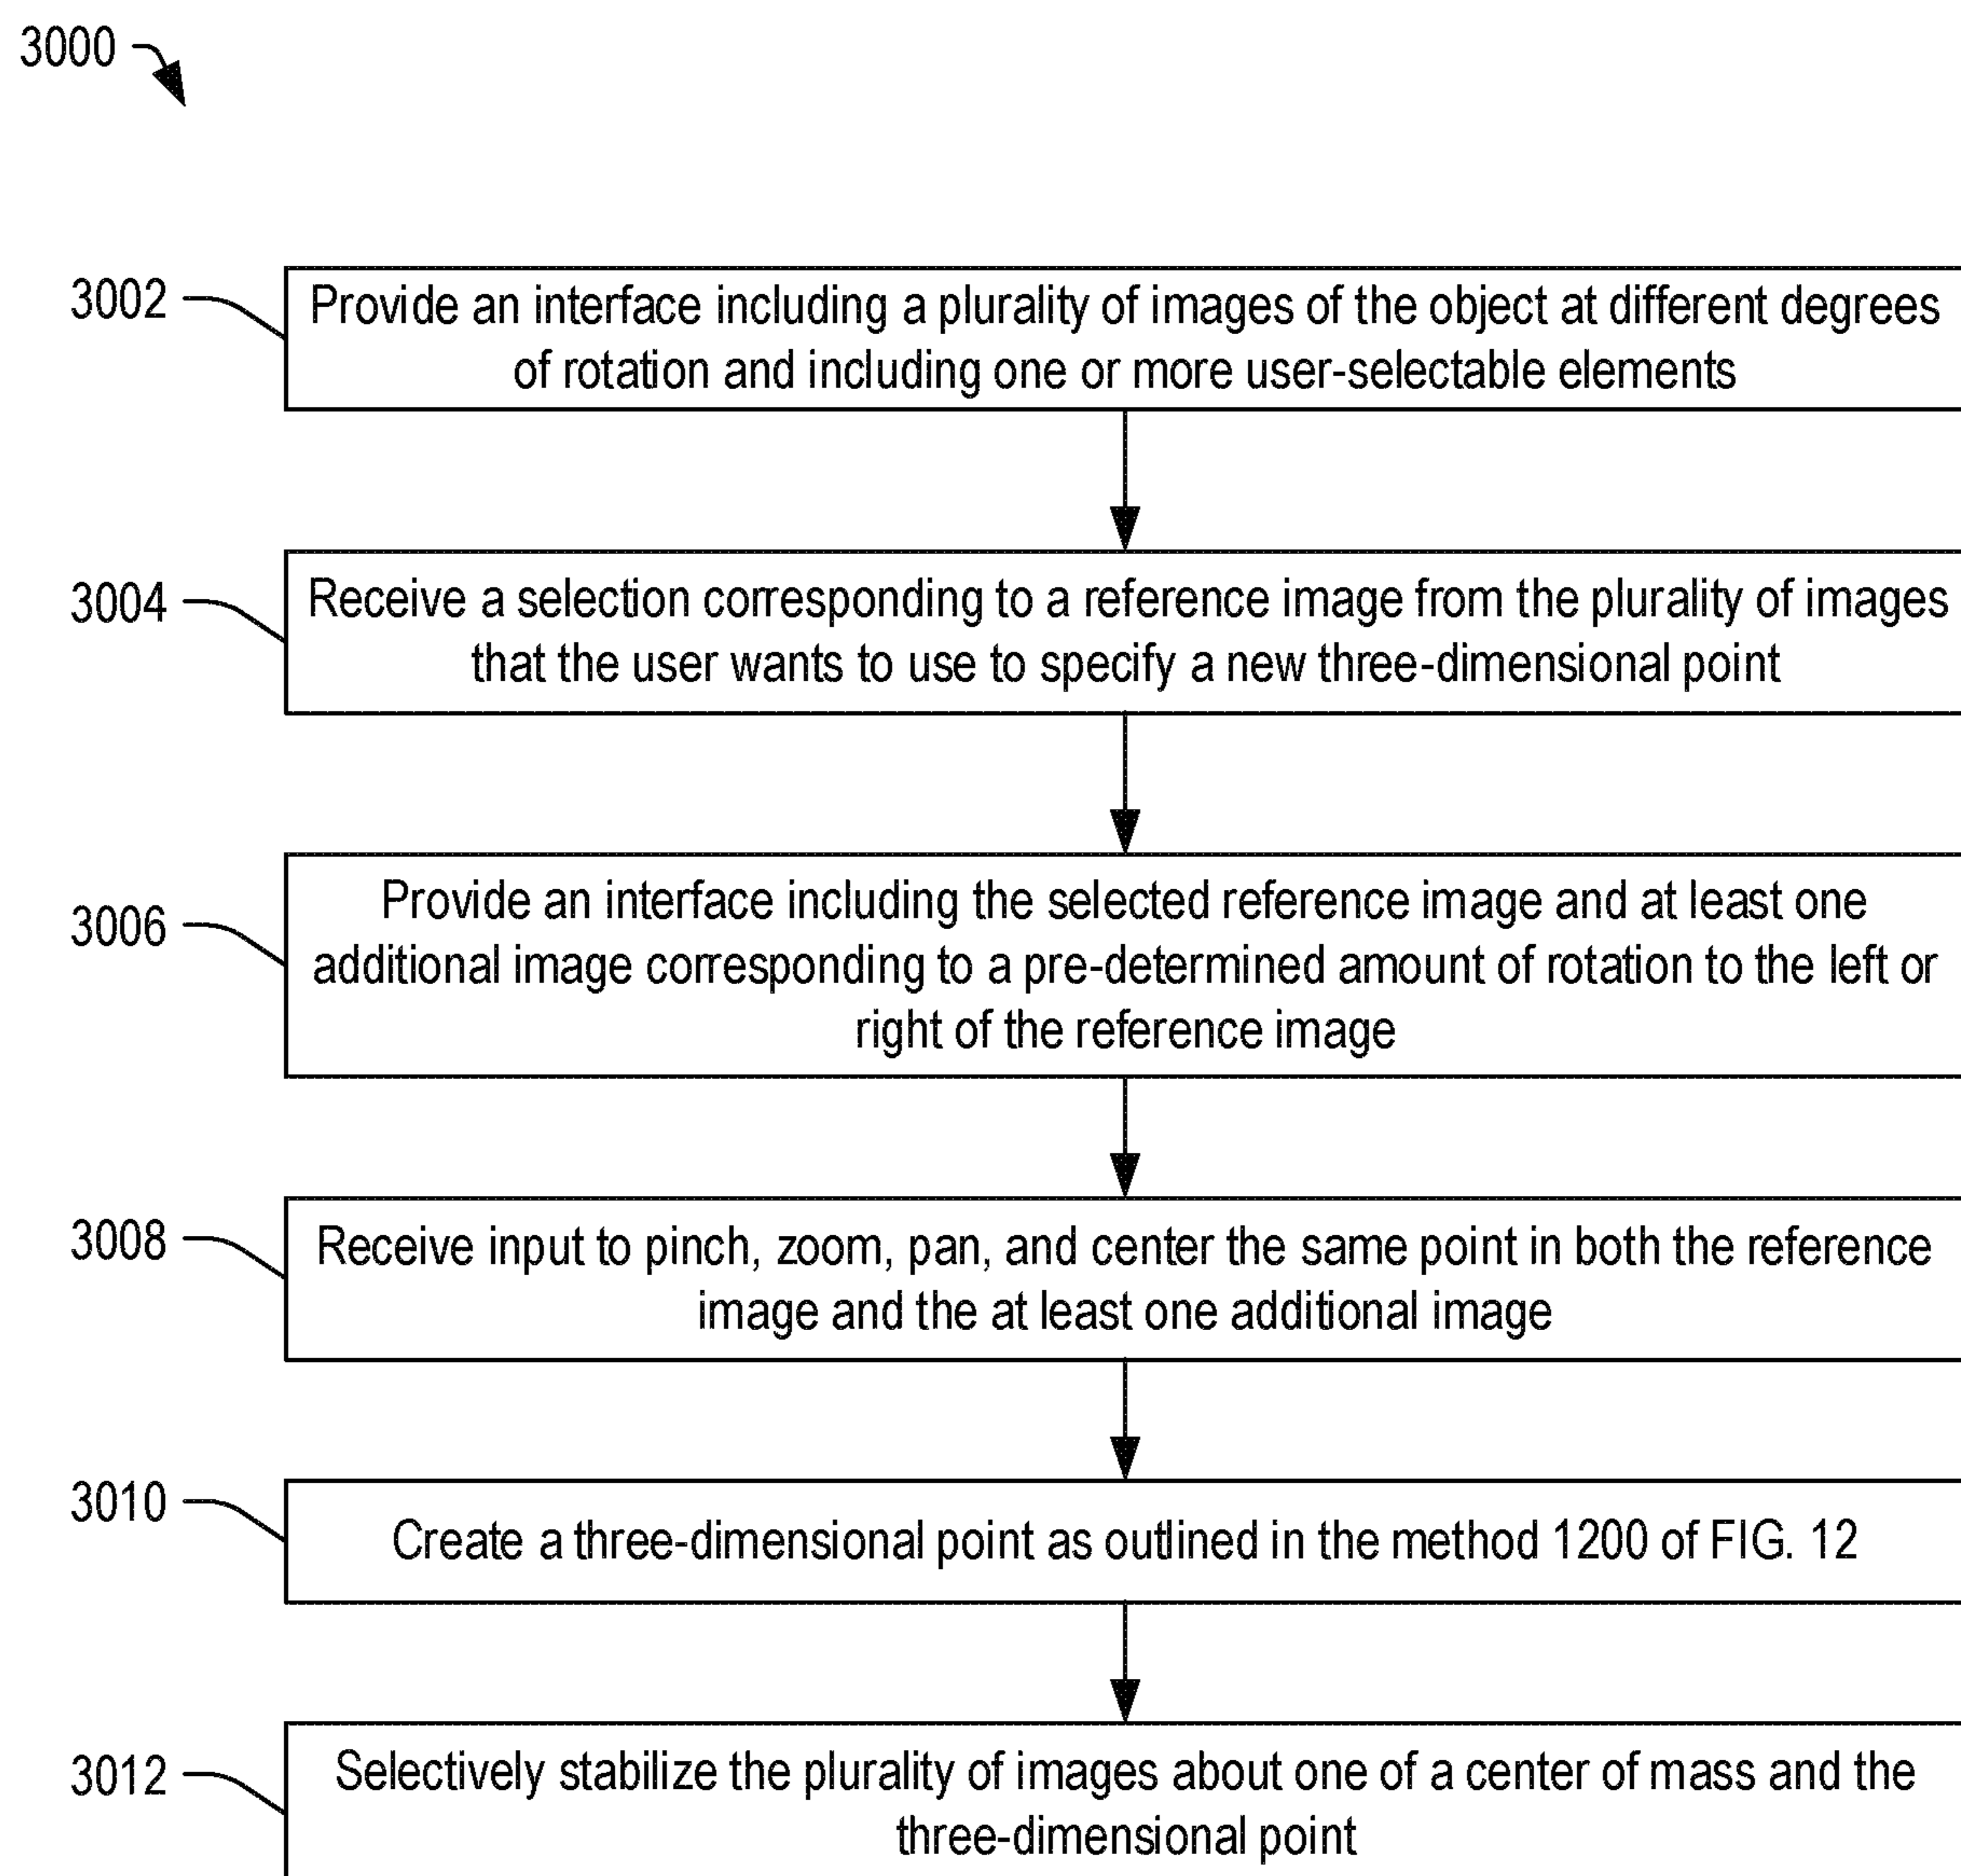 3000
3002
Provide an interface including a plurality of images of the object at different degrees
of rotation and including one or more user-selectable elements
3004
Receive a selection corresponding to a reference image from the plurality of images
that the user wants to use to specify a new three-dimensional point
3006
Provide an interface including the selected reference image and at least one
additional image corresponding to a pre-determined amount of rotation to the left or
right of the reference image
3008
Receive input to pinch, zoom, pan, and center the same point in both the reference
image and the at least one additional image
3010
Create a three-dimensional point as outlined in the method 1200 of FIG. 12
3012
Selectively stabilize the plurality of images about one of a center of mass and the
three-dimensional point